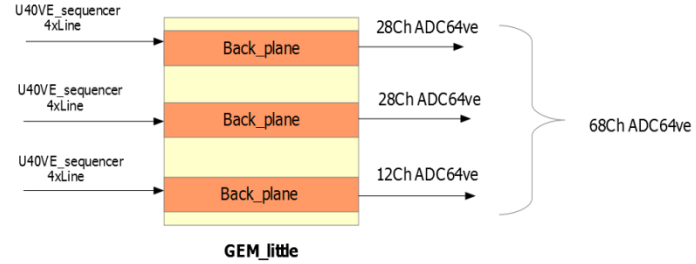 U40VE_sequencer
4xLine
Back_plane
28Ch ADC64ve
U40VE_sequencer
4xLine
Back_plane
28Ch ADC64ve
68Ch ADC64ve
U40VE_sequencer
4xLine
Back_plane
12Ch ADC64ve
GEM_little